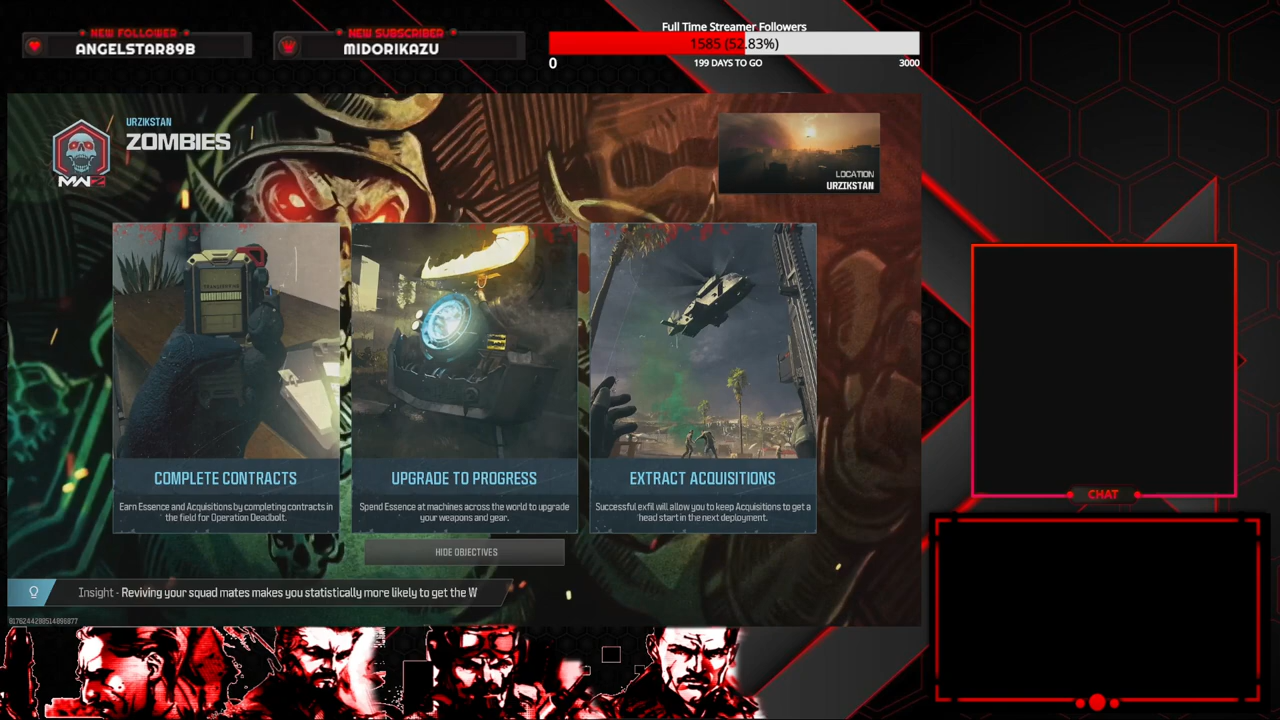 NEW FOLLOWER
ANGELSTAR89B
NEW SUBSCRIBER
MIDORIKAZU
Full Time Streamer Followers
1585 (52.83%)
0
199 DAYS TO GO
3000
URZIKSTAN
ZOMBIES
MWZ
LOCATION
URZIKSTAN
TRANSFERRING
COMPLETE CONTRACTS
Earn Essence and Acquisitions by completing contracts in
the field for Operation Deadbolt.
UPGRADE TO PROGRESS
Spend Essence at machines across the world to upgrade
your weapons and gear.
EXTRACT ACQUISITIONS
Successful exfil will allow you to keep Acquisitions to get a
head start in the next deployment.
HIDE OBJECTIVES
Insight - Reviving your squad mates makes you statistically more likely to get the W
CHAT